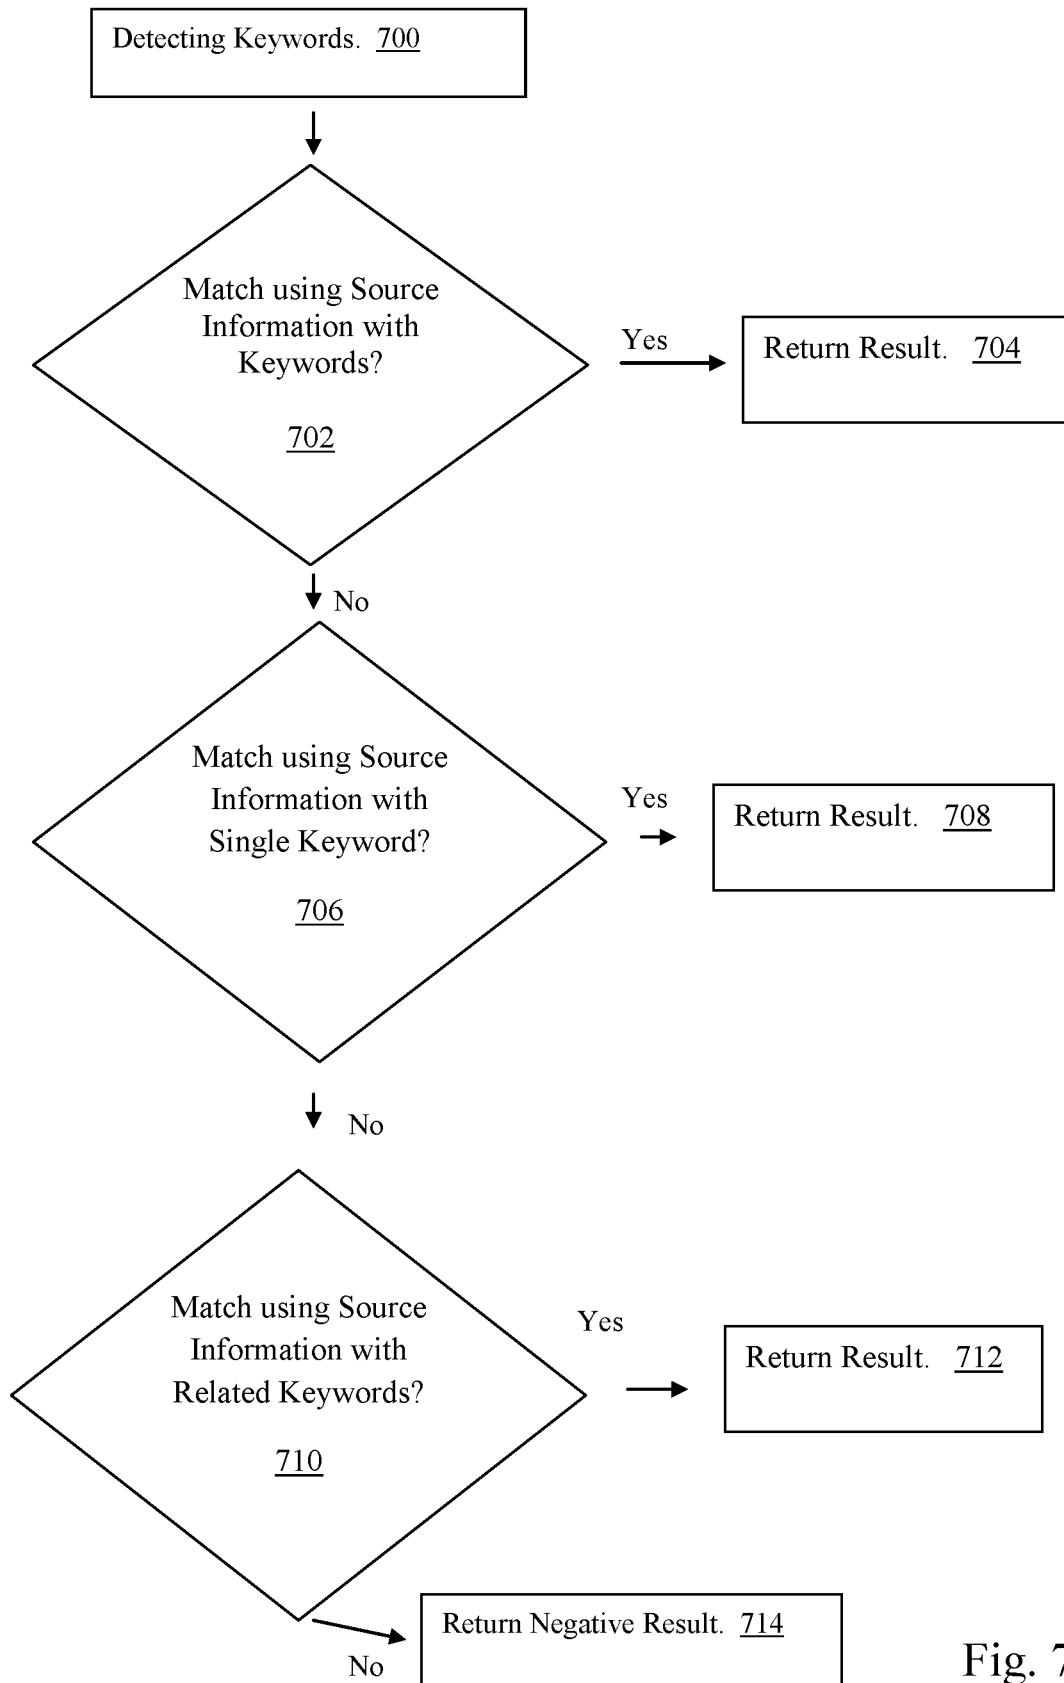 Detecting Keywords. 700
Match using Source
Information with
Keywords?
702
Yes
Return Result. 704
No
Match using Source
Information with
Single Keyword?
706
Yes
Return Result. 708
No
Match using Source
Information with
Related Keywords?
710
Yes
Return Result. 712
No
Return Negative Result. 714
Fig. 7